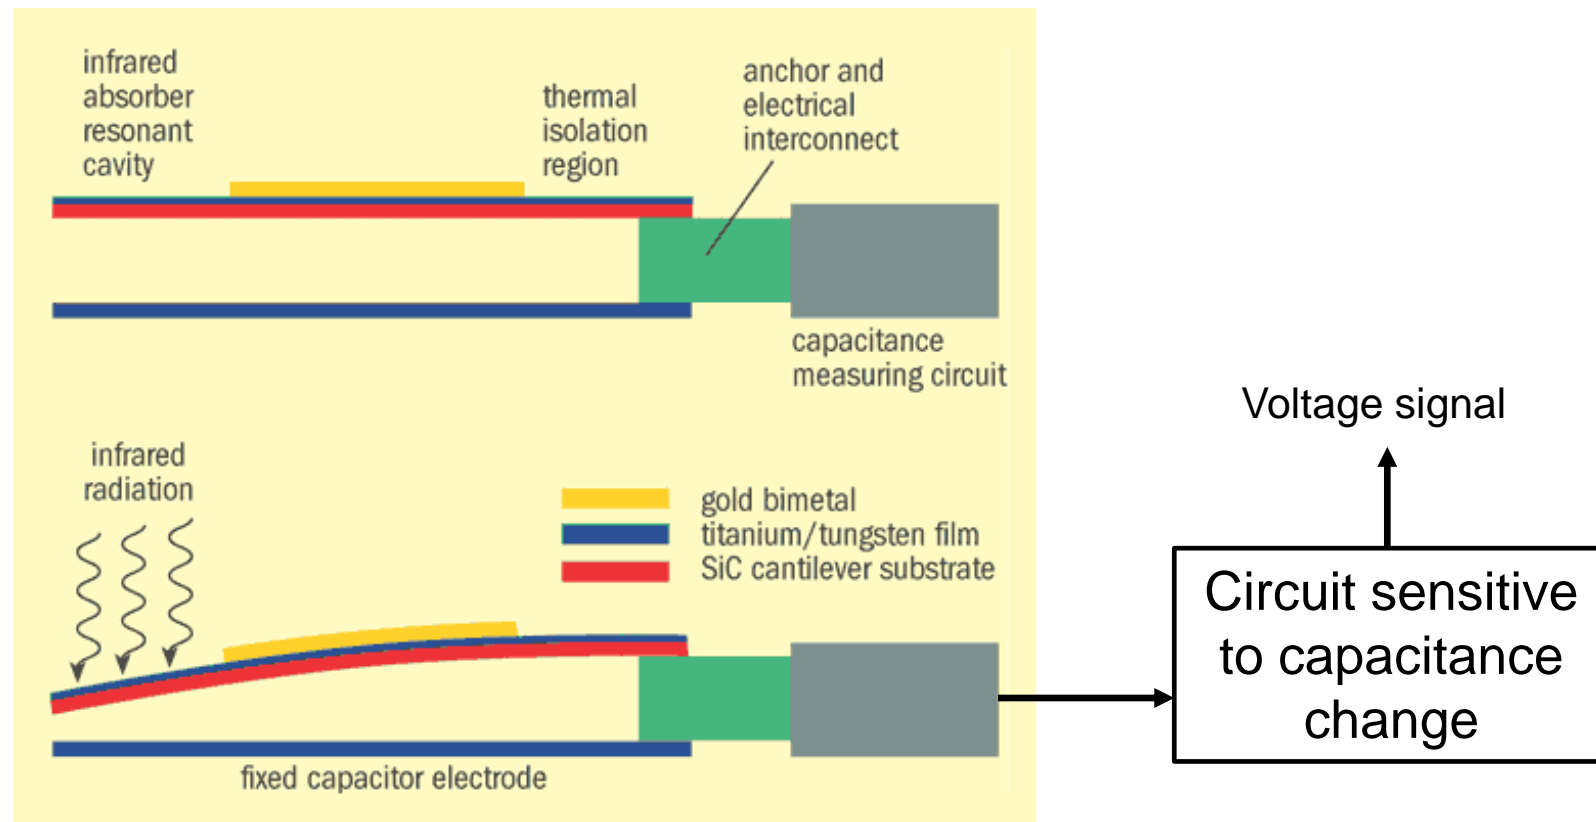 infrared
absorber
resonant
cavity
thermal
isolation
region
anchor and
electrical
interconnect
capacitance
measuring circuit
infrared
radiation
gold bimetal
titanium/tungsten film
SiC cantilever substrate
fixed capacitor electrode
Voltage signal
Circuit sensitive
to capacitance
change